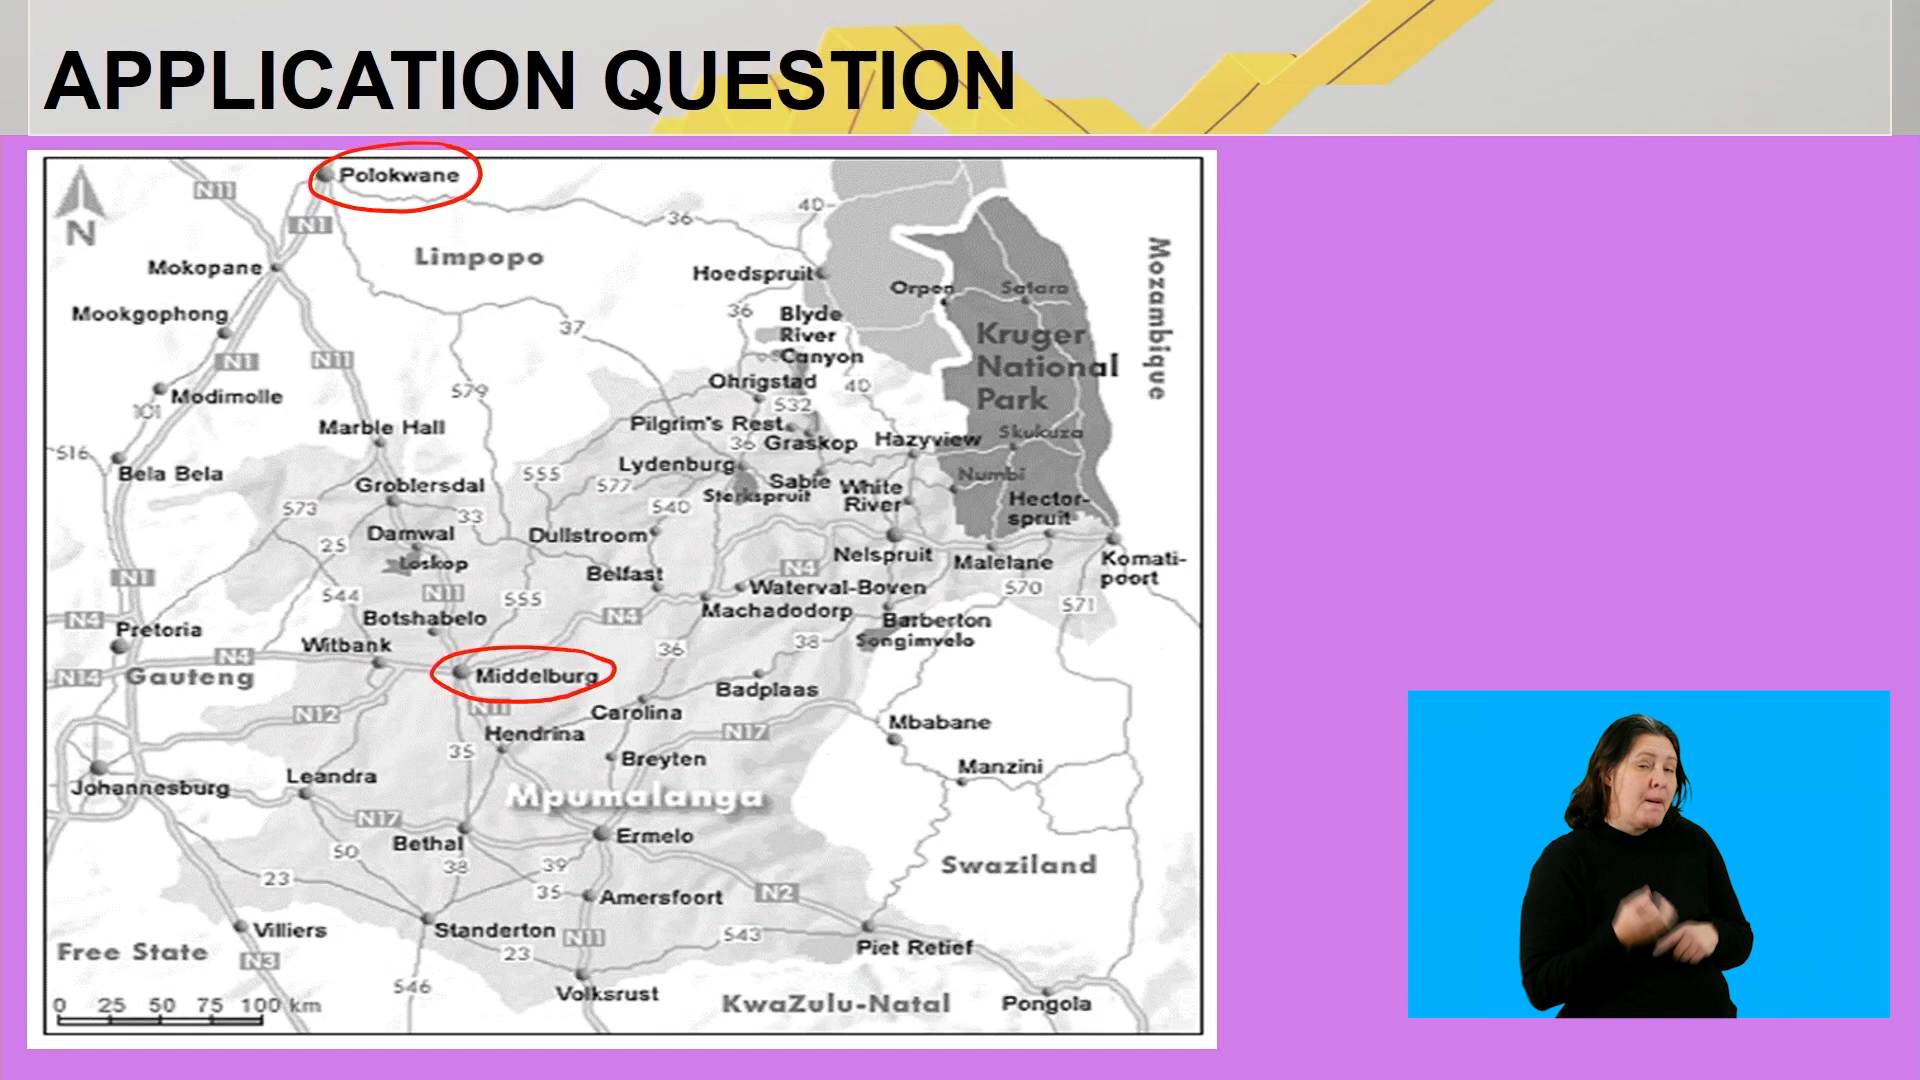 APPLICATION QUESTION
Polokwane
N11
N
N1
36
40
Limpopo
Mokopane
Hoedspruit
Orpen
Satara
Mozambique
Mookgophong
37
36
Blyde
River
Canyon
Kruger
National
Park
N1
N11
579
Ohrigstad
40
Modimolle
101
532
Marble Hall
Pilgrim's Rest
36
Graskop
Hazyview
Skukuza
516
Bela Bela
555
Lydenburg
Sabie
Numbi
Groblersdal
577
Sterkspruit
White
River
Hector-
spruit
573
33
540
Damwal
Dullstroom
25
Loskop
Nelspruit
Malelane
Komati-
poort
N1
Belfast
N4
Waterval-Boven
570
571
544
N11
555
Machadodorp
N4
Botshabelo
N4
Barberton
Pretoria
Witbank
36
38
Songimvelo
N4
N14
Gauteng
Middelburg
Badplaas
N12
N11
Carolina
N17
Mbabane
Hendrina
35
Breyten
Manzini
Johannesburg
Leandra
Mpumalanga
N17
Bethal
Ermelo
50
38
39
Swaziland
23
35
Amersfoort
N2
Villiers
Standerton
N11
543
Free State
N3
23
Piet Retief
546
Volksrust
KwaZulu-Natal
Pongola
0 25 50 75 100 km